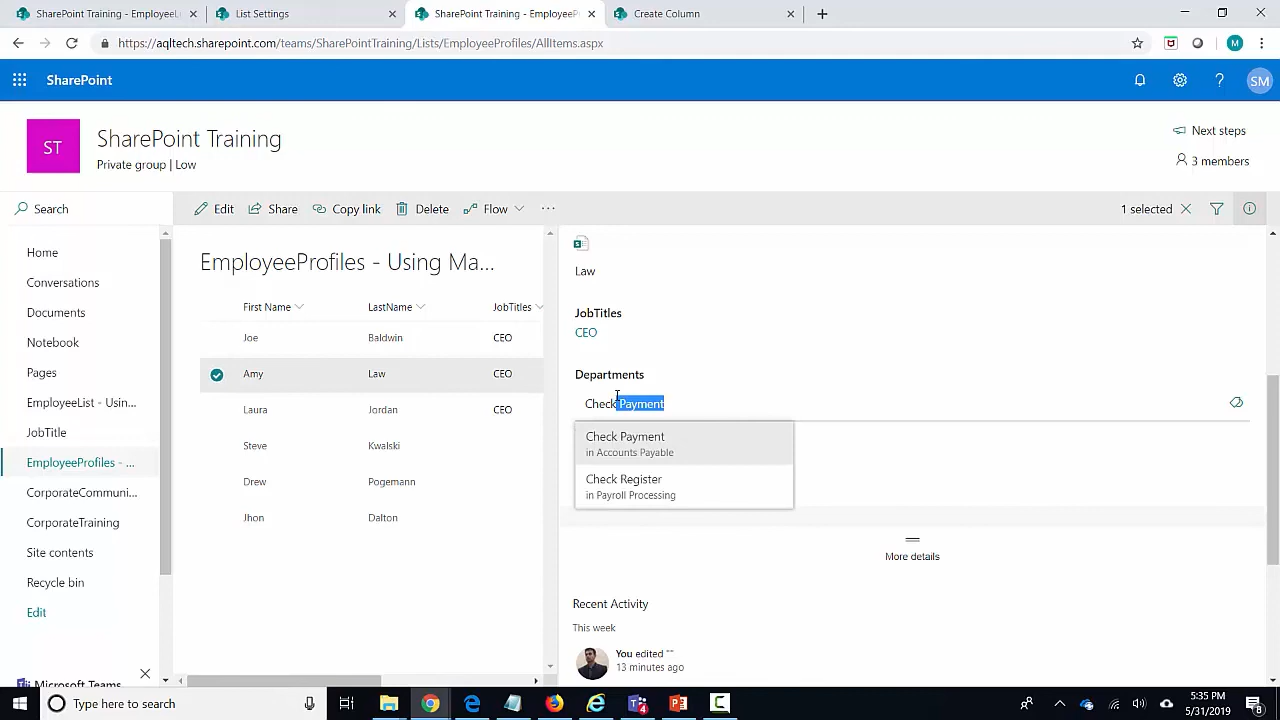 SharePoint Training - EmployeeL
List Settings
SharePoint Training - EmployeeP
Create Column
https://aqltech.sharepoint.com/teams/SharePointTraining/Lists/EmployeeProfiles/AllItems.aspx
M
SharePoint
SM
ST
SharePoint Training
Private group | Low
Next steps
3 members
Search
Edit
Share
Copy link
Delete
Flow
1 selected
Home
Conversations
Documents
Notebook
Pages
EmployeeList - Usin...
JobTitle
EmployeeProfiles - ...
CorporateCommuni...
CorporateTraining
Site contents
Recycle bin
Edit
Microsoft Teams
EmployeeProfiles - Using Ma...
First Name LastName JobTitles
Joe Baldwin CEO
Amy Law CEO
Laura Jordan CEO
Steve Kwalski
Drew Pogemann
Jhon Dalton
Law
JobTitles
CEO
Departments
Check Payment
Check Payment
in Accounts Payable
Check Register
in Payroll Processing
More details
Recent Activity
This week
You edited ""
13 minutes ago
Type here to search
5:35 PM
5/31/2019